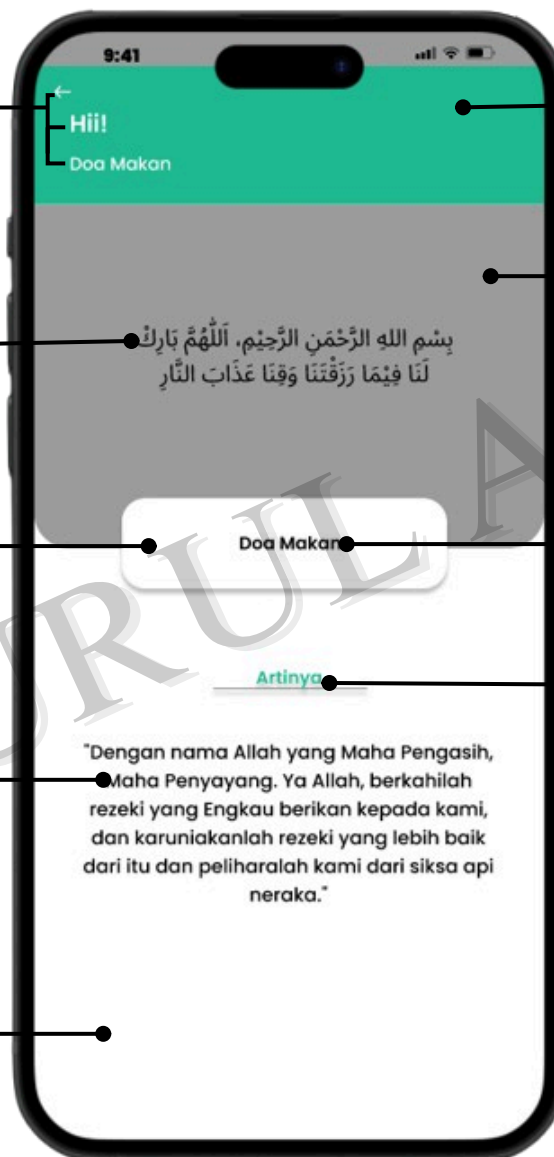 9:41
Hii!
Doa Makan
بِسْمِ اللهِ الرَّحْمَنِ الرَّحِيْمِ، اَللّٰهُمَّ بَارِكْ
لَنَا فِيْمَا رَزَقْتَنَا وَقِنَا عَذَابَ النَّارِ
Doa Makan
Artinya
"Dengan nama Allah yang Maha Pengasih,
Maha Penyayang. Ya Allah, berkahilah
rezeki yang Engkau berikan kepada kami,
dan karuniakanlah rezeki yang lebih baik
dari itu dan peliharalah kami dari siksa api
neraka."
URUL A